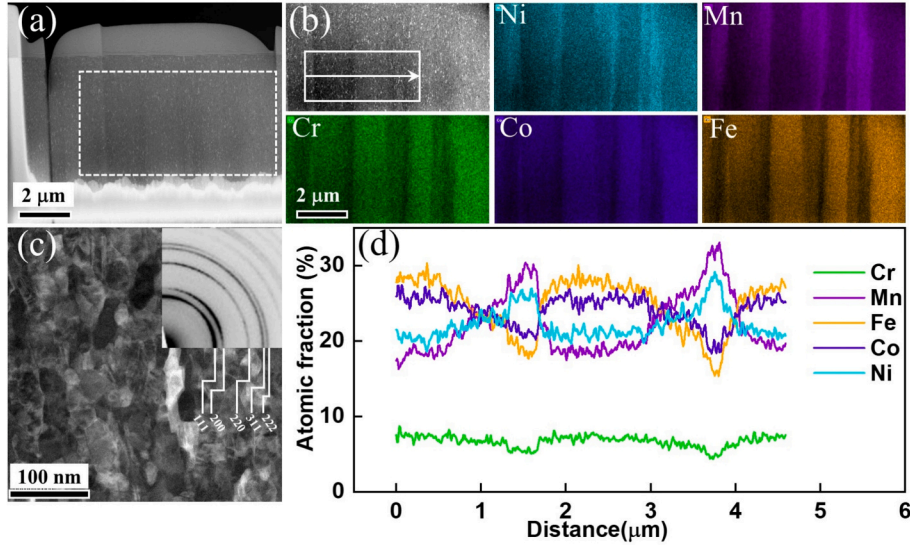 (a)
2 μm
(b)
Ni
Mn
Cr
2 μm
Co
Fe
(c)
111
200
220
311
222
100 nm
(d)
Atomic fraction (%)
30
20
10
0
0 1 2 3 4 5 6
Distance(μm)
Cr
Mn
Fe
Co
Ni